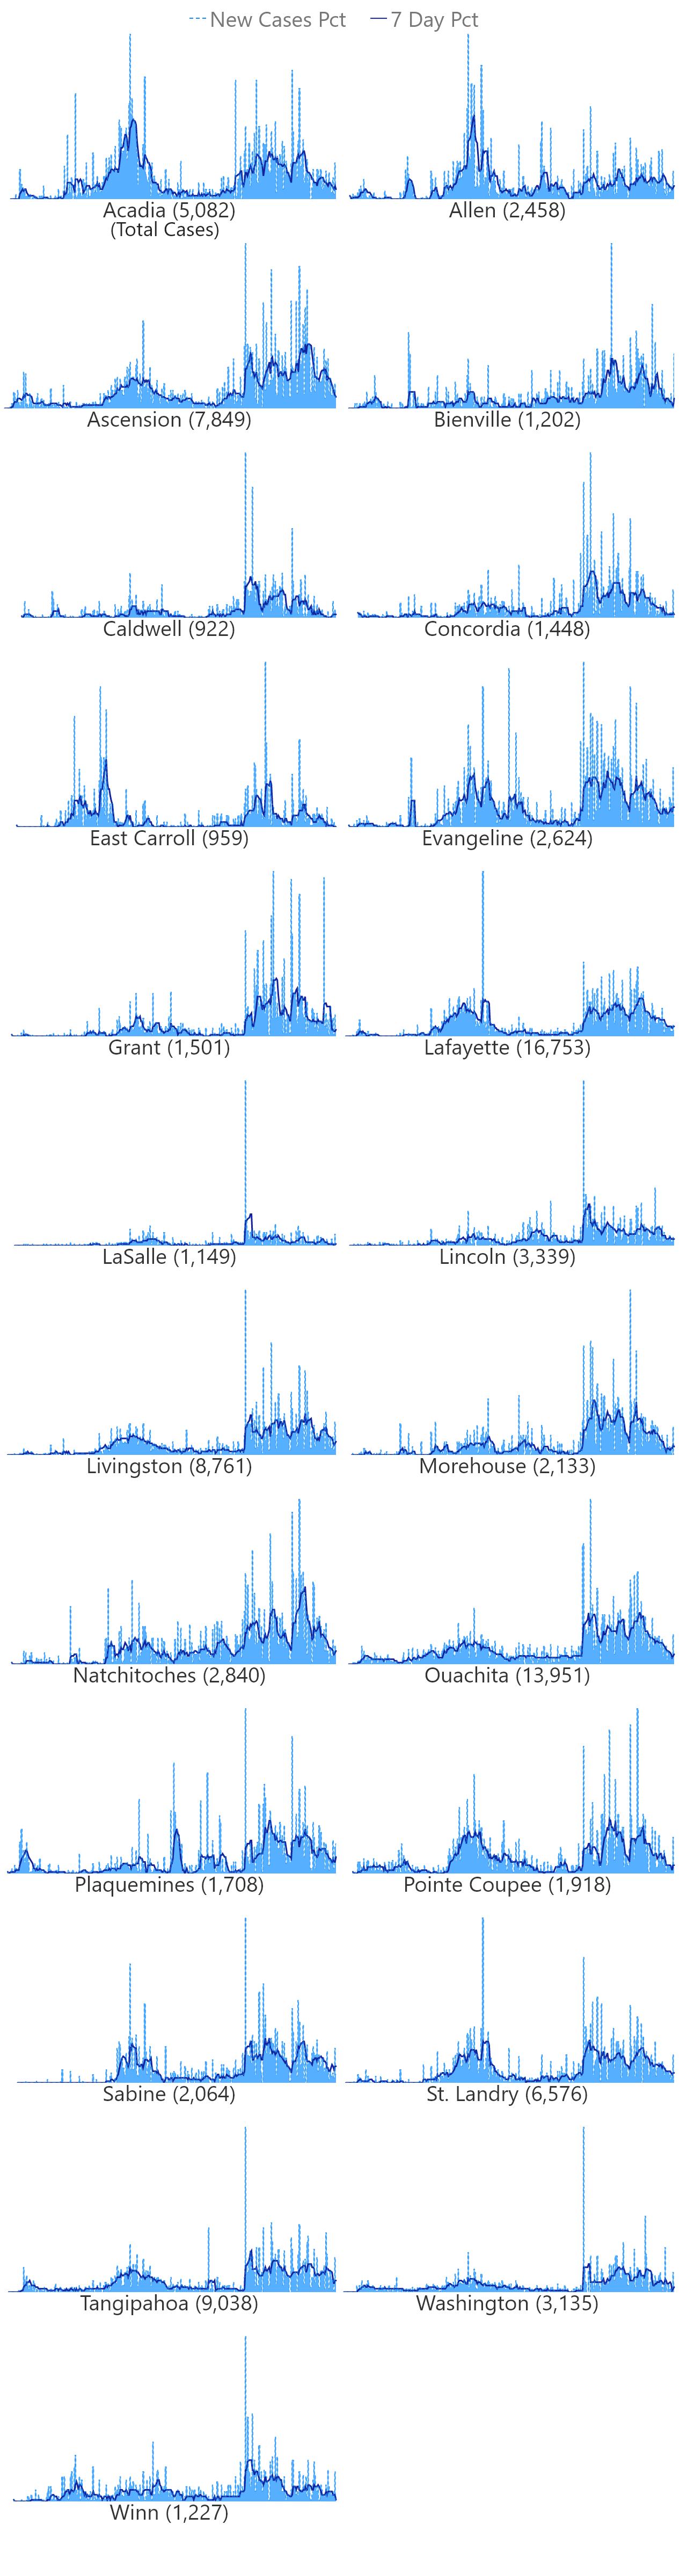 New Cases Pct 7 Day Pct
Acadia (5,082) Allen (2,458)
(Total Cases)
Ascension (7,849) Bienville (1,202)
Caldwell (922) Concordia (1,448)
East Carroll (959) Evangeline (2,624)
Grant (1,501) Lafayette (16,753)
LaSalle (1,149) Lincoln (3,339)
Livingston (8,761) Morehouse (2,133)
Natchitoches (2,840) Ouachita (13,951)
Plaquemines (1,708) Pointe Coupee (1,918)
Sabine (2,064) St. Landry (6,576)
Tangipahoa (9,038) Washington (3,135)
Winn (1,227)